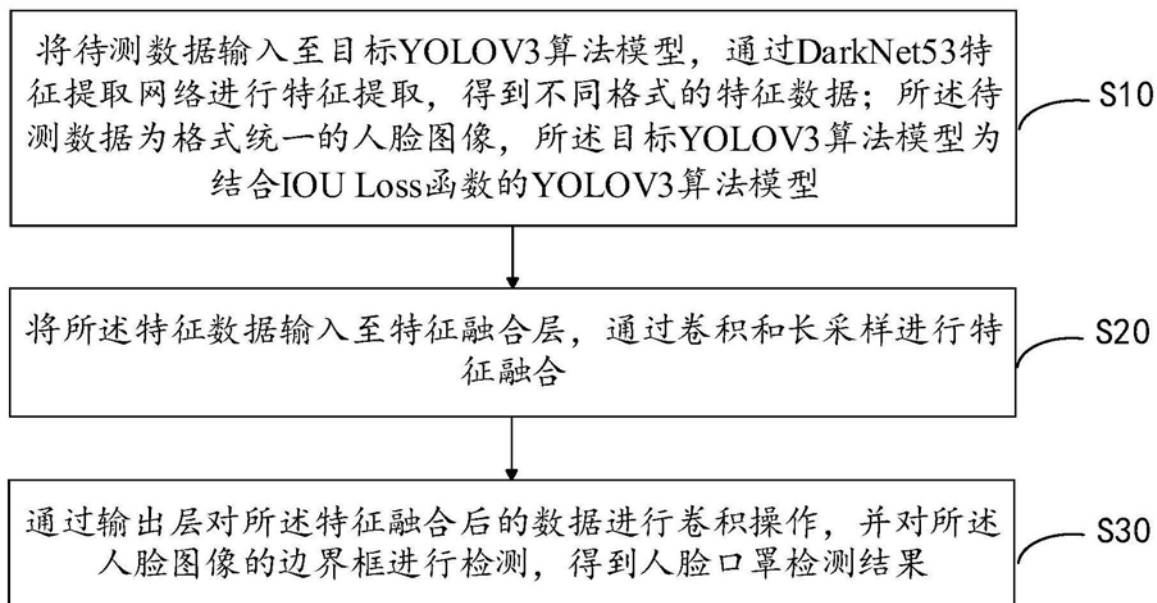 将待测数据输入至目标YOLOV3算法模型，通过DarkNet53特
征提取网络进行特征提取，得到不同格式的特征数据；所述待
测数据为格式统一的人脸图像，所述目标YOLOV3算法模型为
结合IOU Loss函数的YOLOV3算法模型
S10
将所述特征数据输入至特征融合层，通过卷积和长采样进行特
征融合
S20
通过输出层对所述特征融合后的数据进行卷积操作，并对所述
人脸图像的边界框进行检测，得到人脸口罩检测结果
S30